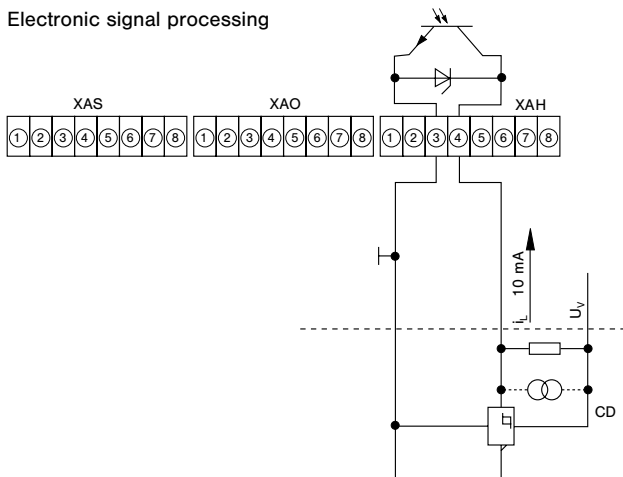 Electronic signal processing
XAS XAO XAH
1 2 3 4 5 6 7 8 1 2 3 4 5 6 7 8 1 2 3 4 5 6 7 8
iL 10 mA
UV
CD